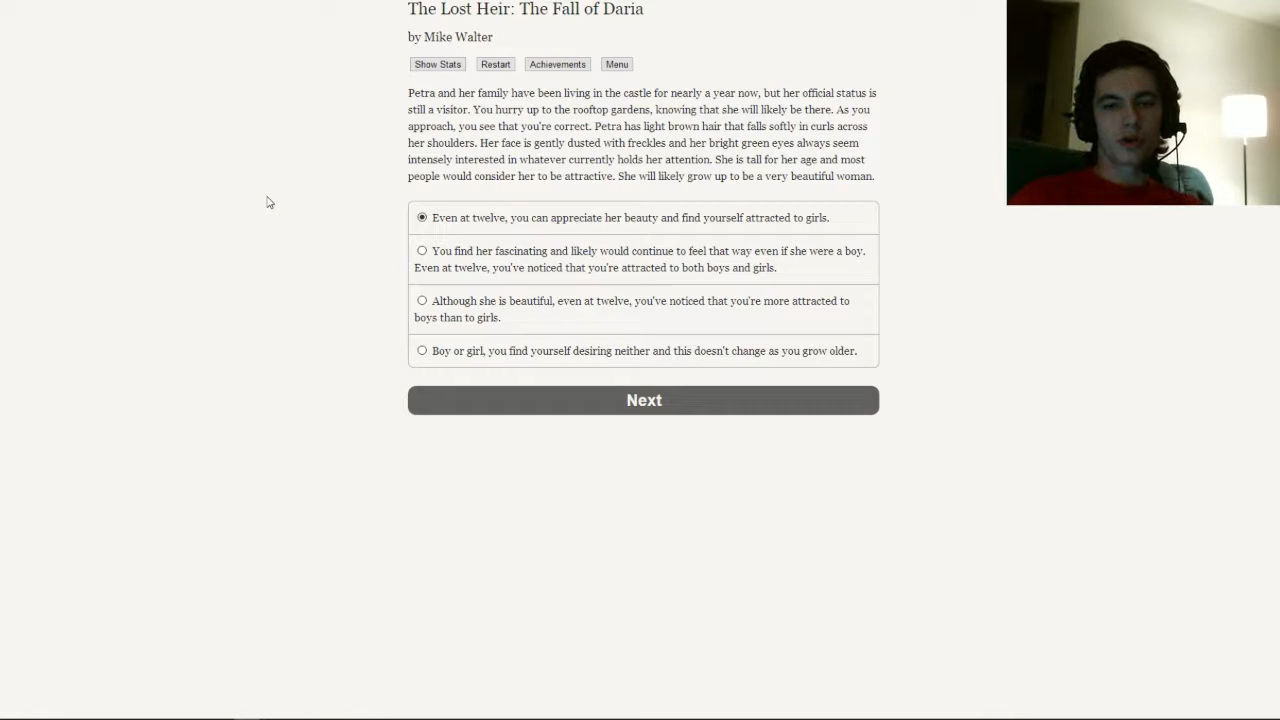 The Lost Heir: The Fall of Daria
by Mike Walter
Show Stats Restart Achievements Menu
Petra and her family have been living in the castle for nearly a year now, but her official status is
still a visitor. You hurry up to the rooftop gardens, knowing that she will likely be there. As you
approach, you see that you're correct. Petra has light brown hair that falls softly in curls across
her shoulders. Her face is gently dusted with freckles and her bright green eyes always seem
intensely interested in whatever currently holds her attention. She is tall for her age and most
people would consider her to be attractive. She will likely grow up to be a very beautiful woman.
Even at twelve, you can appreciate her beauty and find yourself attracted to girls.
You find her fascinating and likely would continue to feel that way even if she were a boy.
Even at twelve, you've noticed that you're attracted to both boys and girls.
Although she is beautiful, even at twelve, you've noticed that you're more attracted to
boys than to girls.
Boy or girl, you find yourself desiring neither and this doesn't change as you grow older.
Next